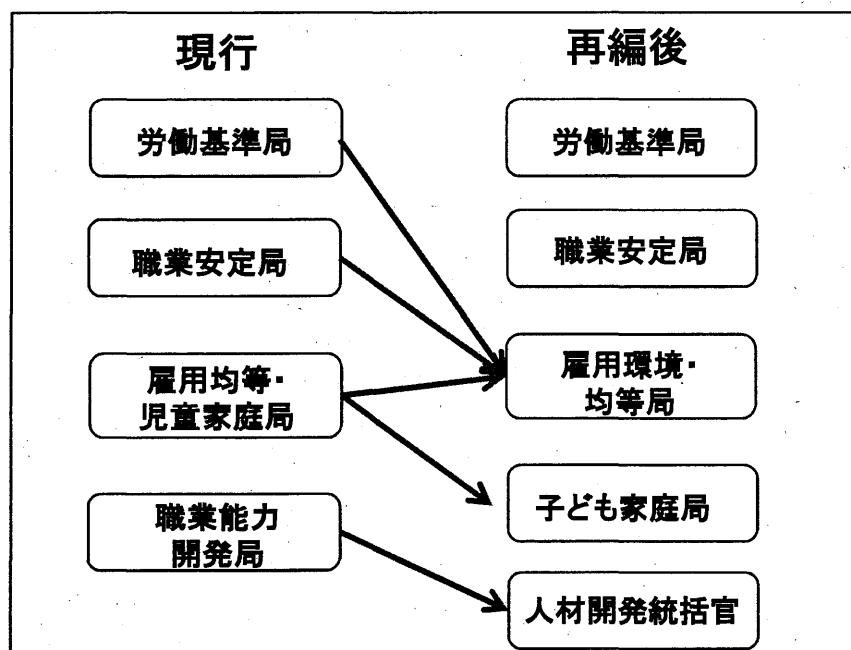 現行
労働基準局
職業安定局
雇用均等・
児童家庭局
職業能力
開発局
再編後
労働基準局
職業安定局
雇用環境・
均等局
子ども家庭局
人材開発統括官